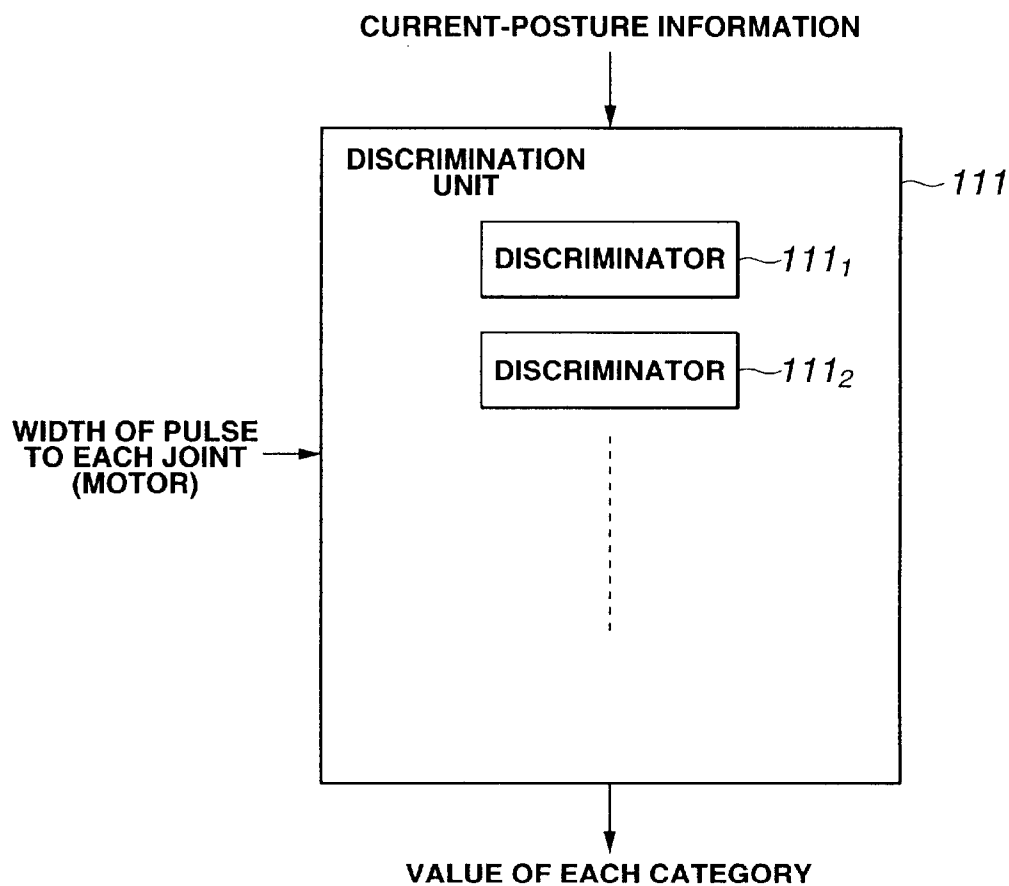 CURRENT-POSTURE INFORMATION
DISCRIMINATION
UNIT
111
DISCRIMINATOR 111₁
DISCRIMINATOR 111₂
WIDTH OF PULSE
TO EACH JOINT
(MOTOR)
VALUE OF EACH CATEGORY